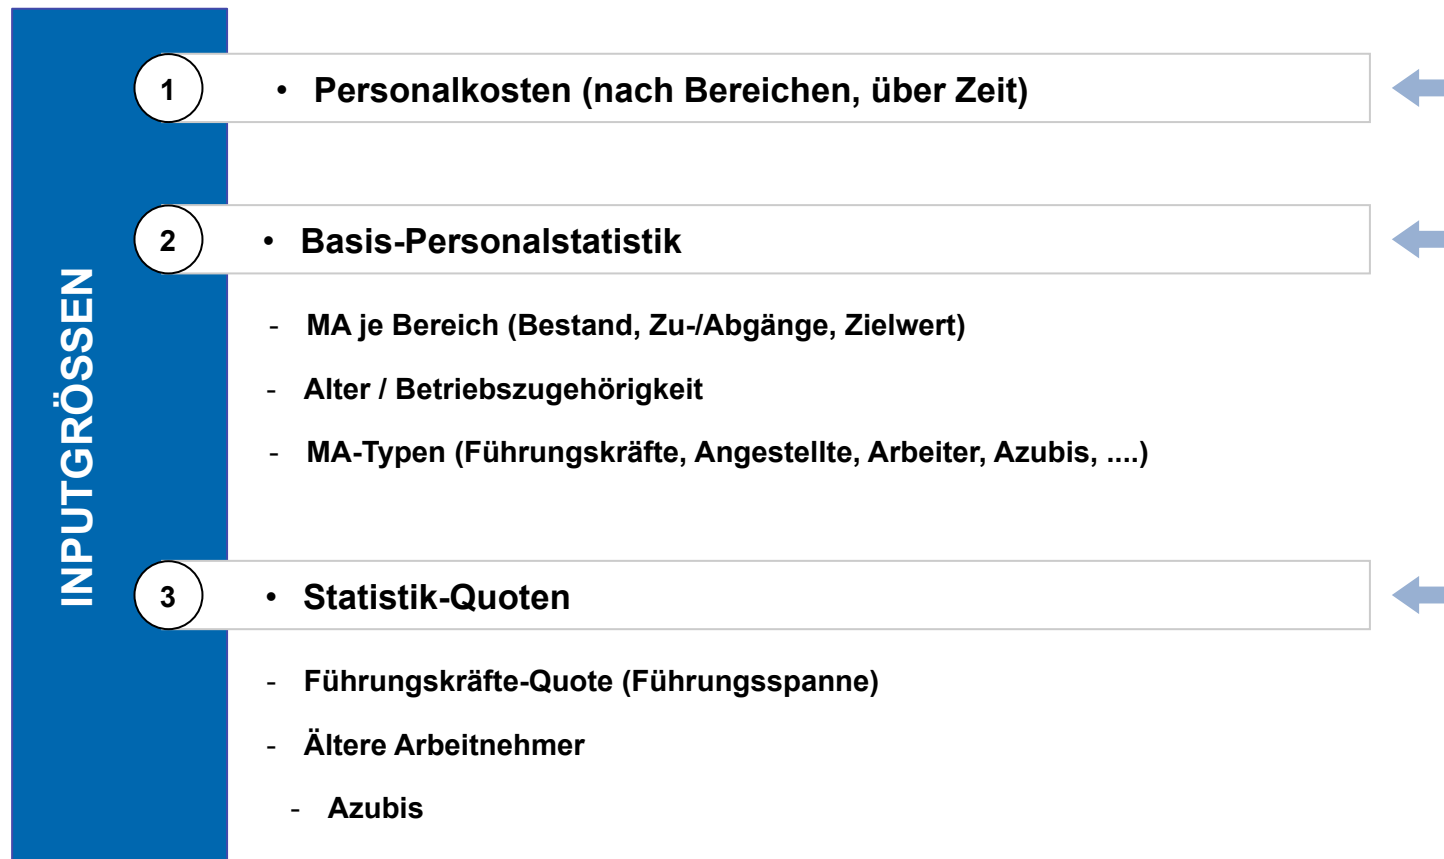 INPUTGRÖSSEN
1
• Personalkosten (nach Bereichen, über Zeit)
2
• Basis-Personalstatistik
- MA je Bereich (Bestand, Zu-/Abgänge, Zielwert)
- Alter / Betriebszugehörigkeit
- MA-Typen (Führungskräfte, Angestellte, Arbeiter, Azubis, ....)
3
• Statistik-Quoten
- Führungskräfte-Quote (Führungsspanne)
- Ältere Arbeitnehmer
- Azubis